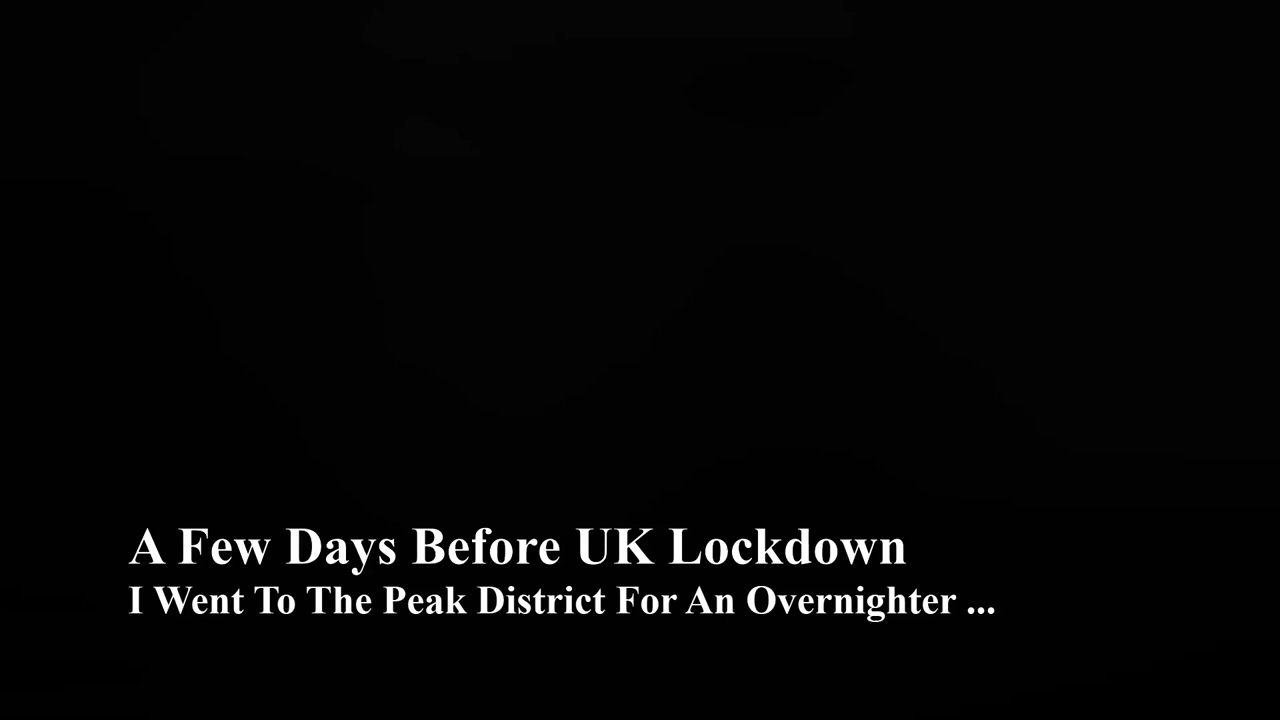 A Few Days Before UK Lockdown
I Went To The Peak District For An Overnighter ...